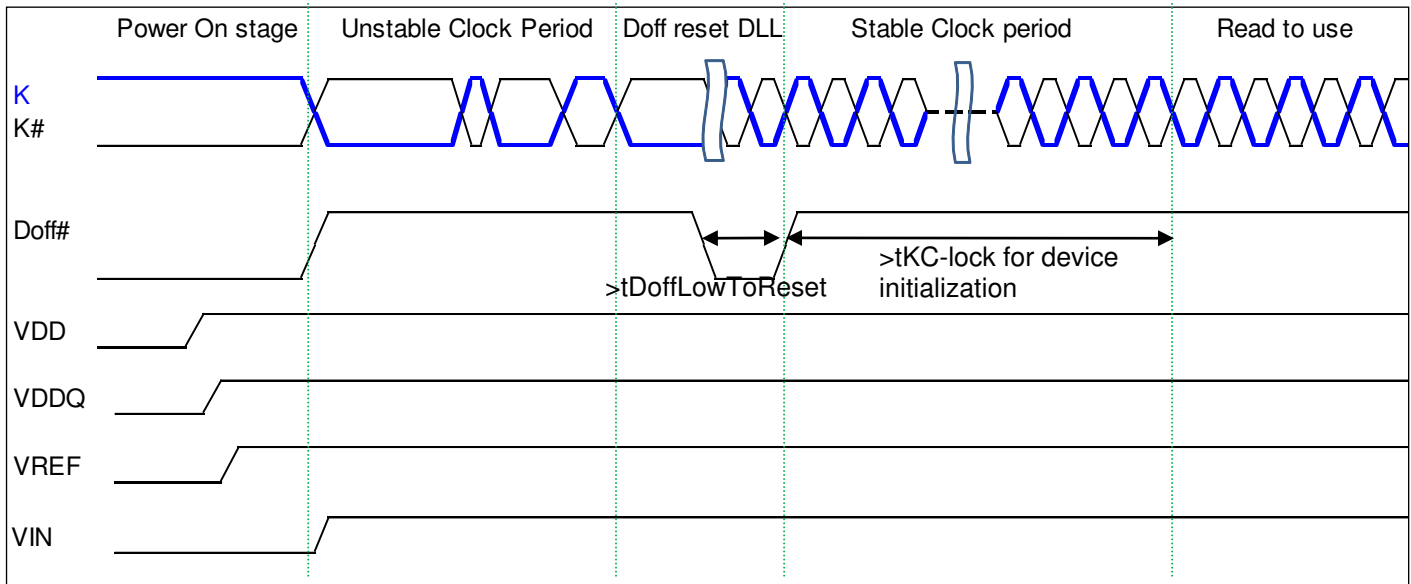 Power On stage
Unstable Clock Period
Doff reset DLL
Stable Clock period
Read to use
K
K#
Doff#
>tDoffLowToReset
>tKC-lock for device
initialization
VDD
VDDQ
VREF
VIN